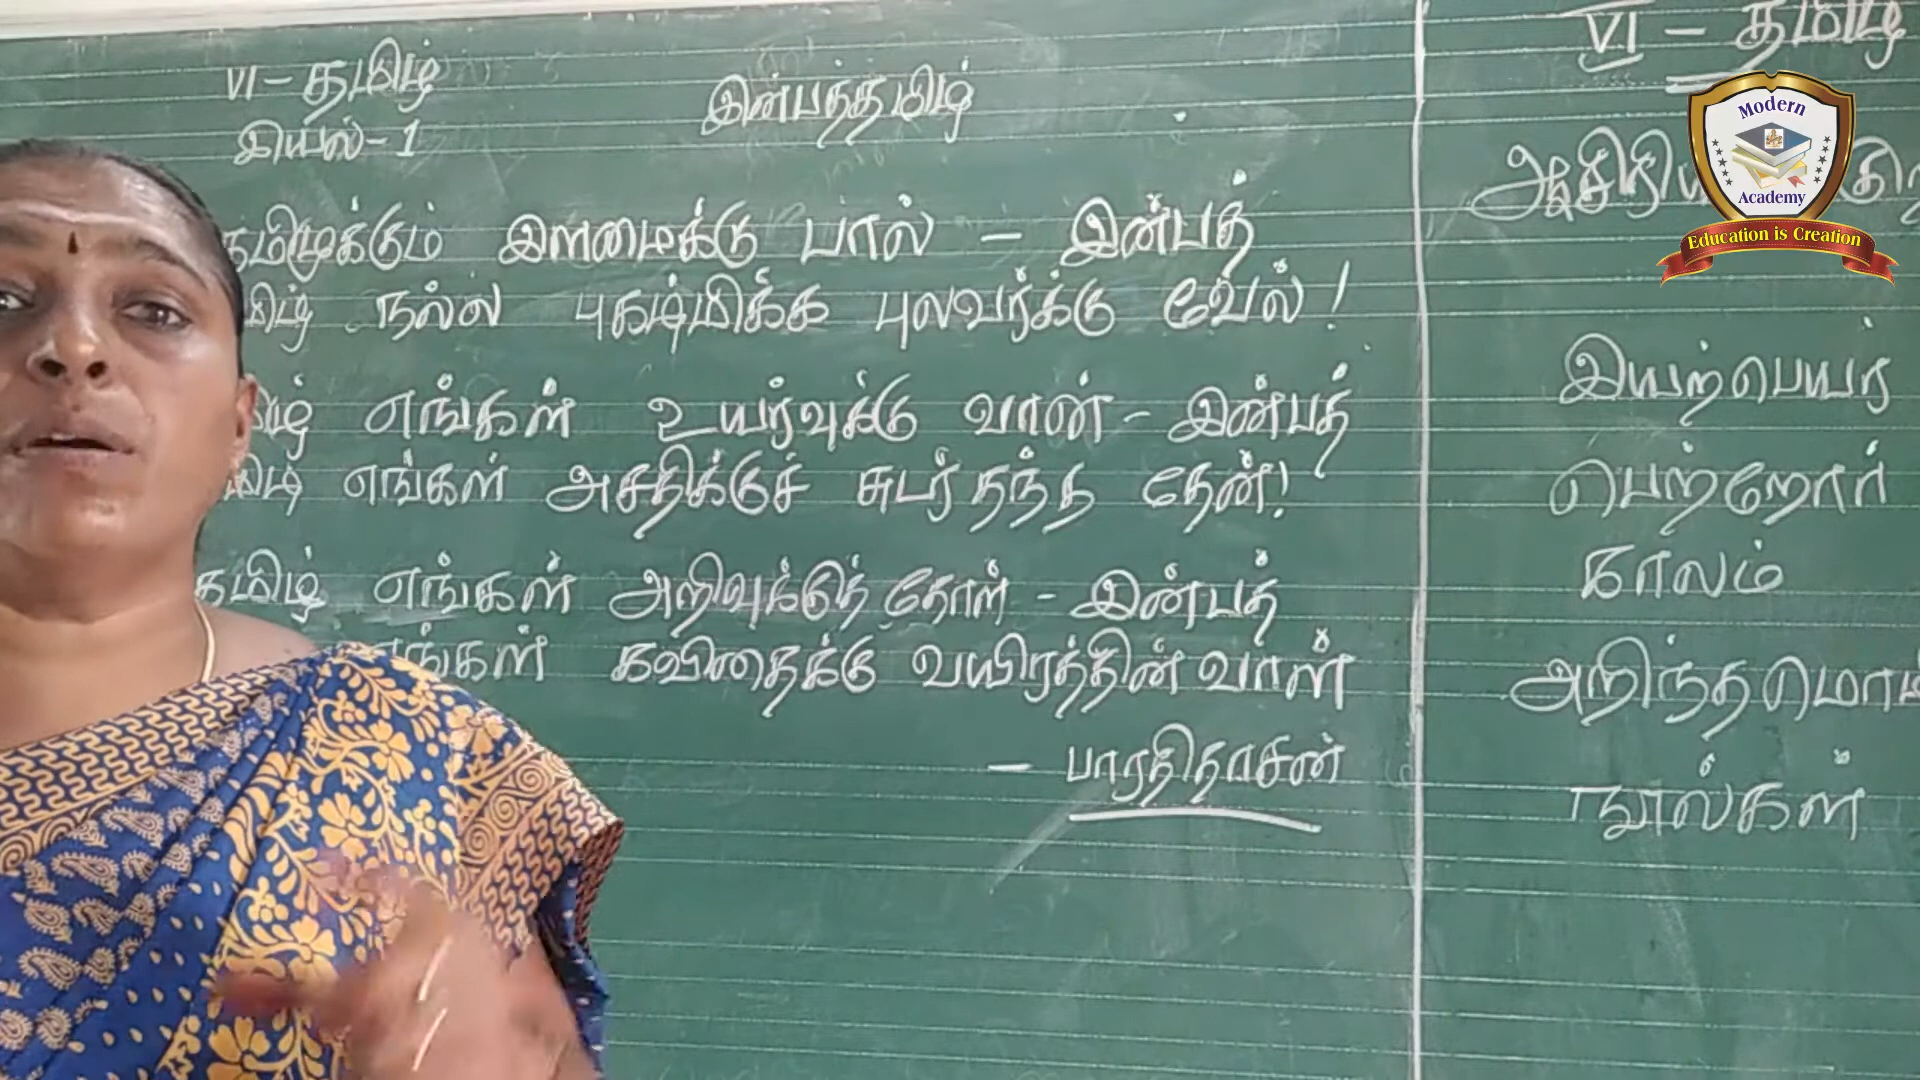 VI - தமிழ்
இயல் - 1
இன்பத்தமிழ்
தமிழுக்கும் இளமைக்கு பால் - இன்பத்
நல்ல புகழ்மிக்க புலவர்க்கு வேல்!
எங்கள் உயர்வுக்கு வான் - இன்பத்
எங்கள் அசதிக்குச் சுடர் தந்த தேன்!
தமிழ் எங்கள் அறிவுக்குத் தோள் - இன்பத்
எங்கள் கவிதைக்கு வயிரத்தின் வாள்
- பாரதிதாசன்
VI - தமிழ்
இயற்பெயர்
பெற்றோர்
காலம்
அறிந்த
நூல்கள்
Modern
Academy
Education is Creation